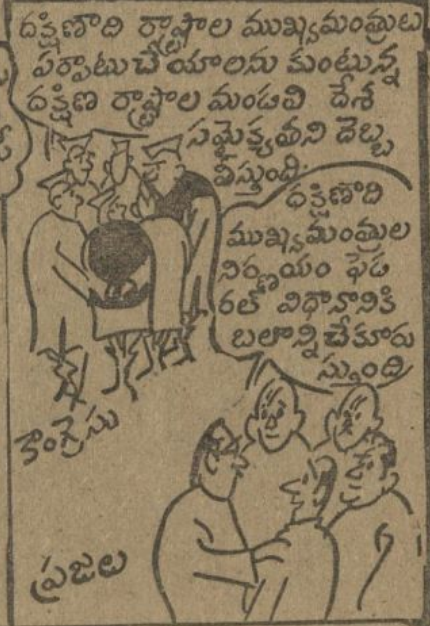 దక్షిణాది రాష్ట్రాల ముఖ్యమంత్రులు
ఏర్పాటుచేయాలను కుంటున్న
దక్షిణ రాష్ట్రాల మండలి దేశ
సమైక్యతని దెబ్బ
తీస్తుంది.
దక్షిణాది
ముఖ్యమంత్రుల
నిర్ణయం ఫెడ
రల్ విధానానికి
బలాన్ని చేకూరు
స్తుంది
కాంగ్రెసు
ప్రజలు